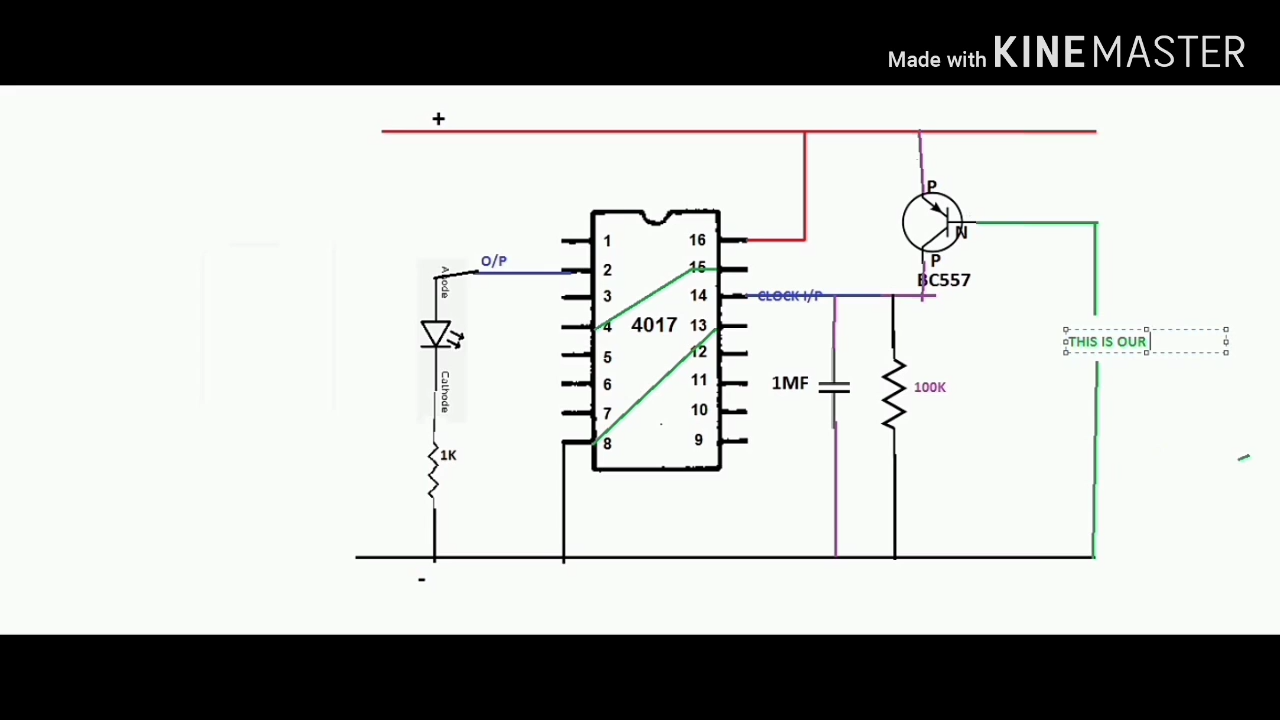 Made with KINEMASTER
+
P
N
P
BC557
1
2
3
4
5
6
7
8
16
15
14
13
12
11
10
9
4017
O/P
CLOCK I/P
Anode
Cathode
1K
1MF
100K
THIS IS OUR
-